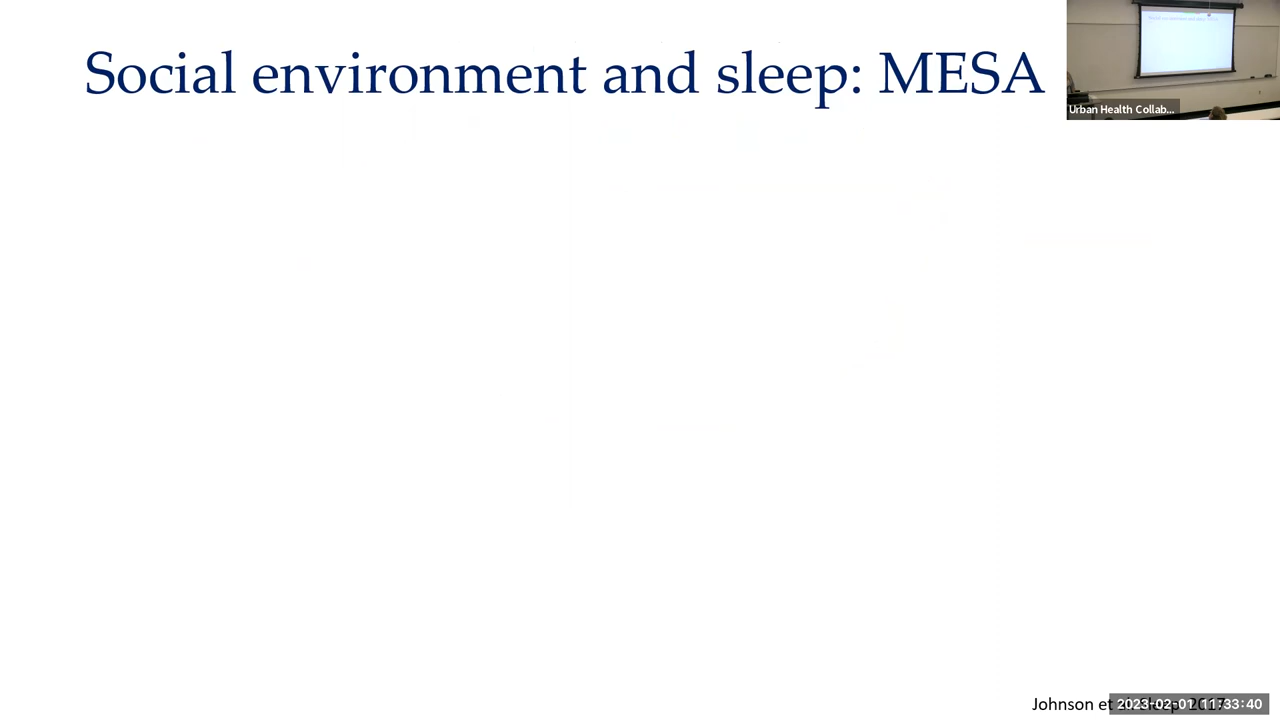 Social environment and sleep: MESA
Urban Health Collab...
Johnson et
2023-02-01 11:33:40